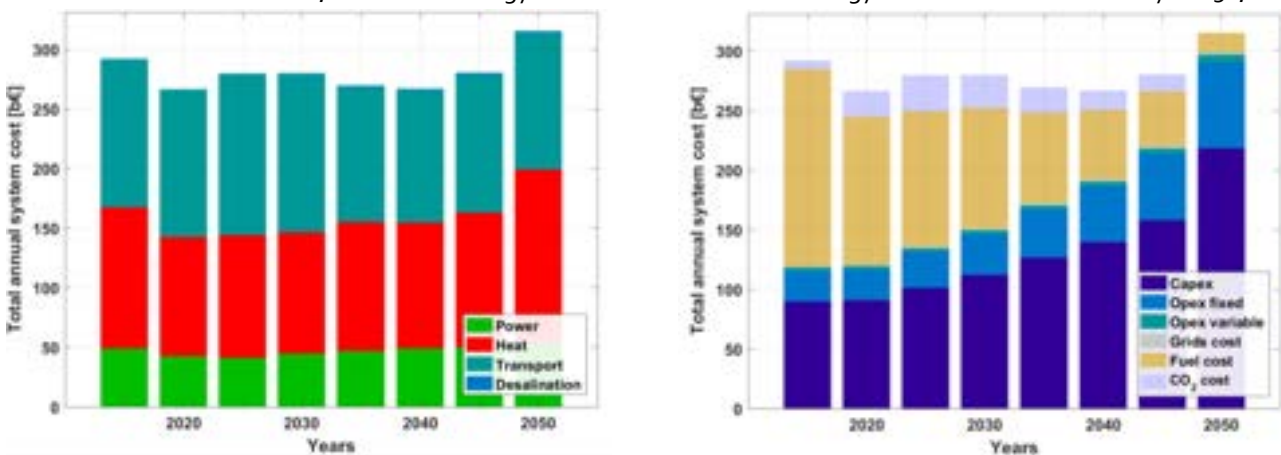 Total annual system cost [b€]
300
250
200
150
100
50
0
2020
2030
2040
2050
Years
Power
Heat
Transport
Desalination
Total annual system cost [b€]
300
250
200
150
100
50
0
2020
2030
2040
2050
Years
Capex
Opex fixed
Opex variable
Grids cost
Fuel cost
CO2 cost